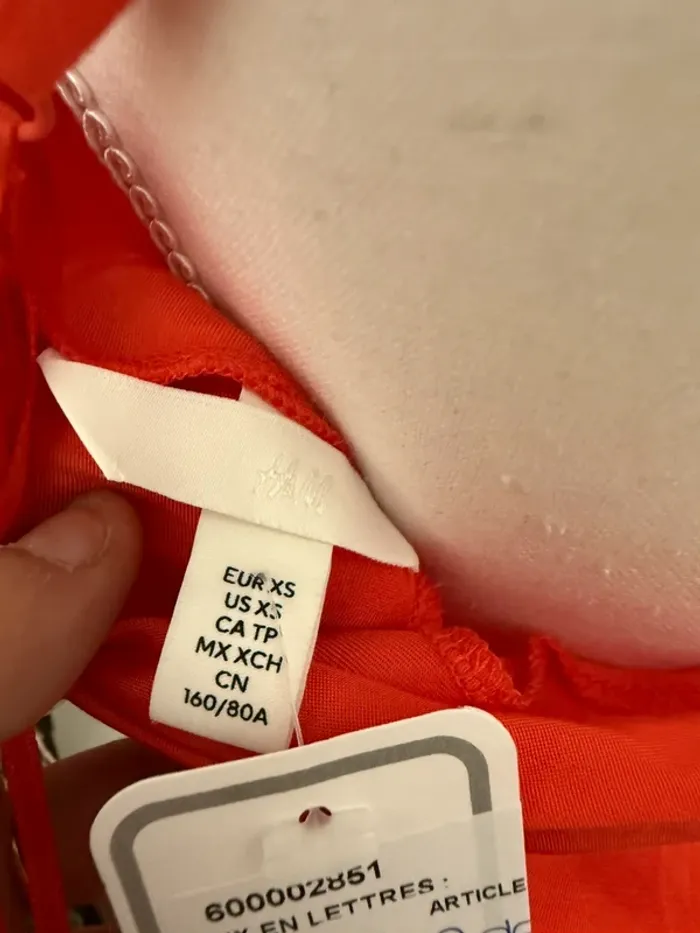 H&M
EUR XS
US XS
CA TP
MX XCH
CN
160/80A
600002851
EN LETTRES :
ARTICLE